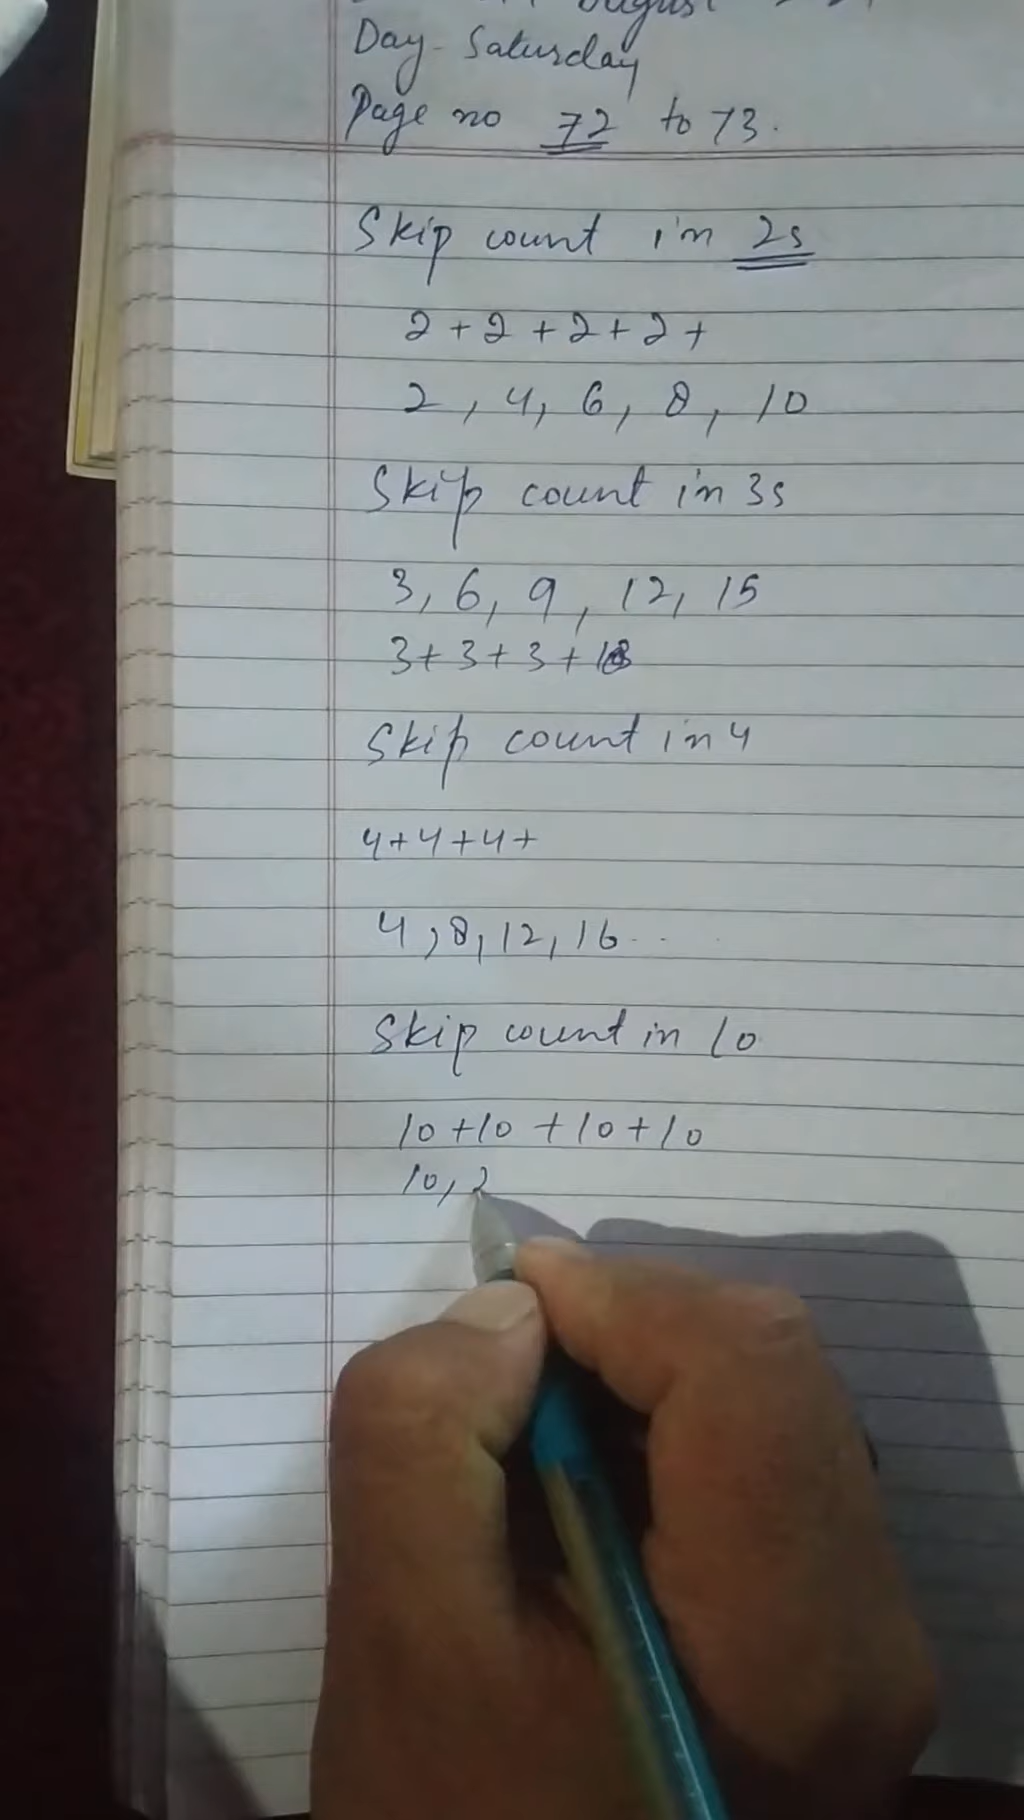 August
Day - Saturday
Page no 72 to 73.
Skip count in 2s
2 + 2 + 2 + 2 +
2, 4, 6, 8, 10
Skip count in 3s
3, 6, 9, 12, 15
3 + 3 + 3 +
Skip count in 4
4 + 4 + 4 +
4, 8, 12, 16...
Skip count in 10
10 + 10 + 10 + 10
10, 2